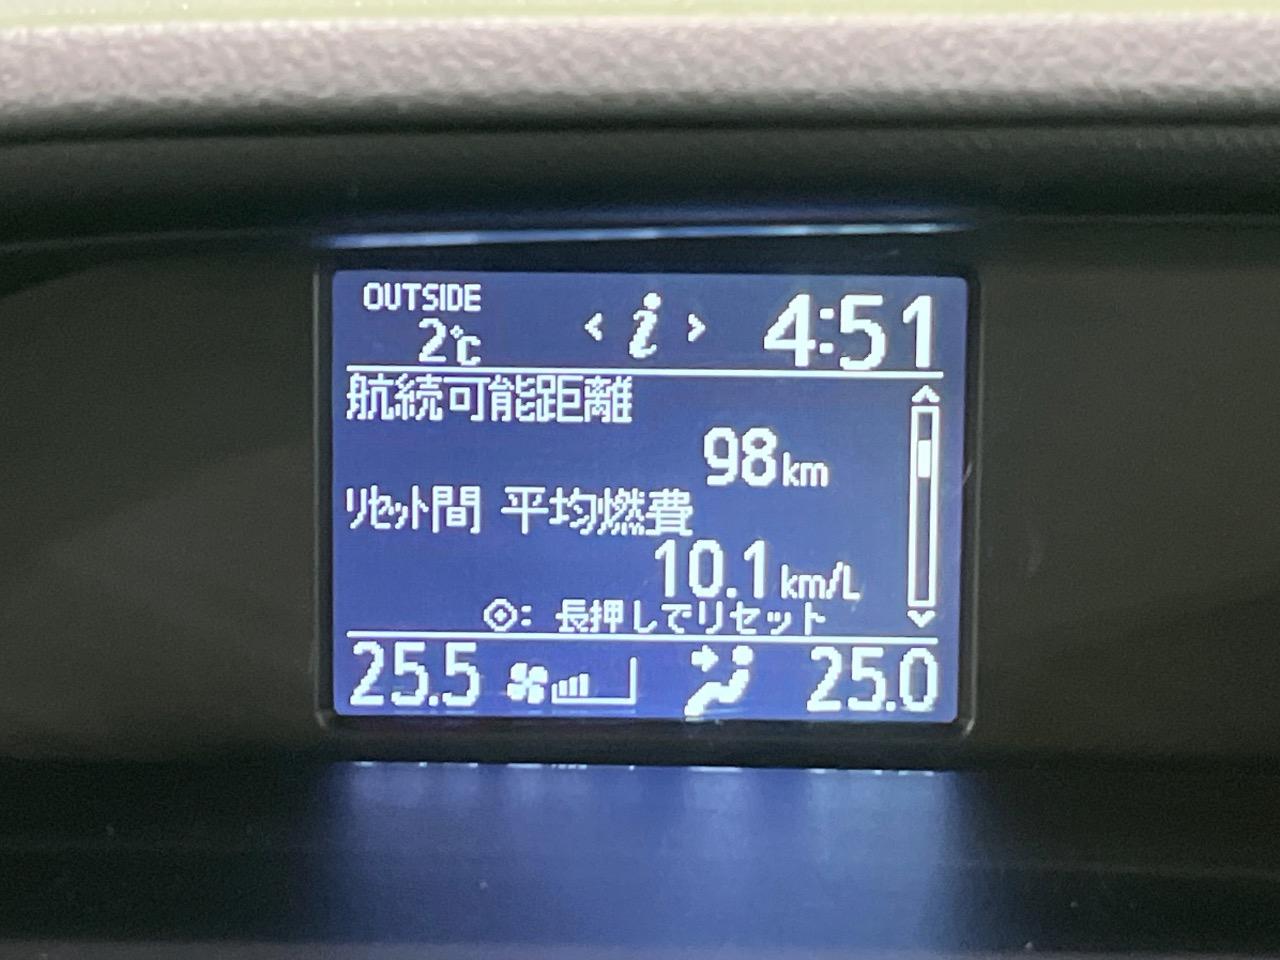 OUTSIDE
2℃
< i > 4:51
航続可能距離
98km
ﾘｾｯﾄ間 平均燃費
10.1km/L
◎: 長押しでリセット
25.5 25.0